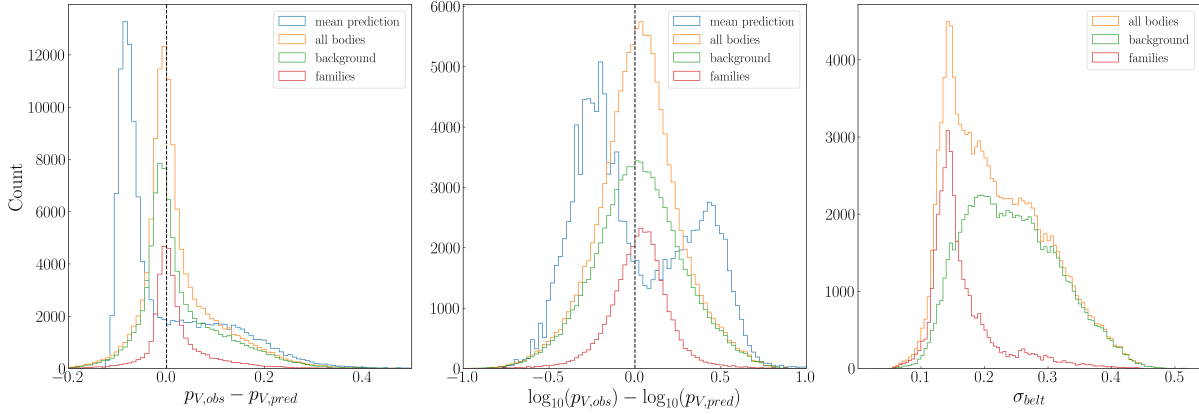 mean prediction
all bodies
background
families
Count
12000
10000
8000
6000
4000
2000
0
−0.2
0.0
0.2
0.4
p_{V,obs} − p_{V,pred}
mean prediction
all bodies
background
families
6000
5000
4000
3000
2000
1000
0
−1.0
−0.5
0.0
0.5
1.0
log₁₀(p_{V,obs}) − log₁₀(p_{V,pred})
all bodies
background
families
4000
3000
2000
1000
0
0.1
0.2
0.3
0.4
0.5
σ_{belt}